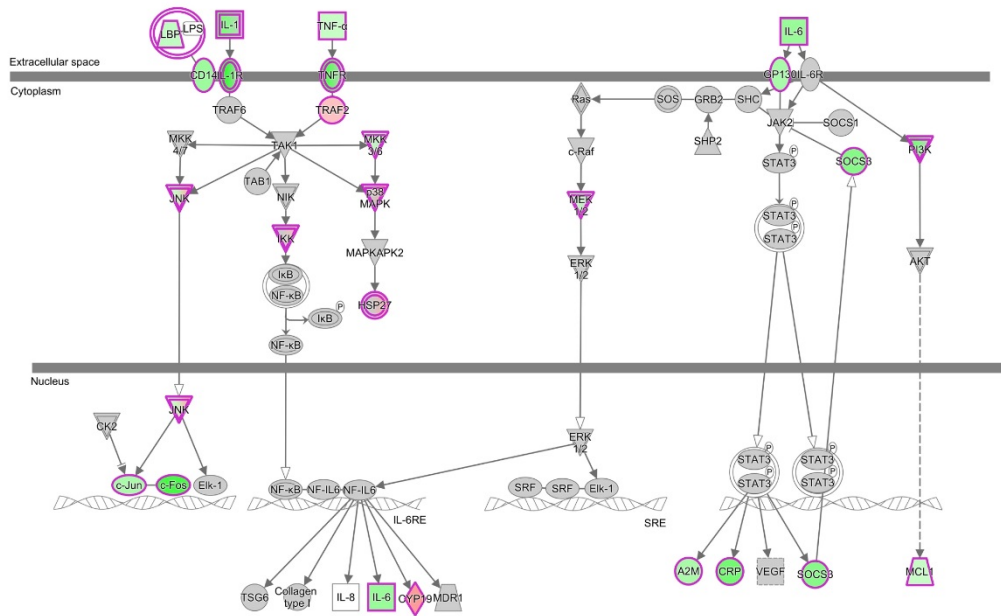 LBP
LPS
IL-1
TNF-α
IL-6
Extracellular space
CD14
IL-1R
TNFR
GP130
IL-6R
Cytoplasm
TRAF6
TRAF2
Ras
SOS
GRB2
SHC
MKK
4/7
TAK1
MKK
3/6
c-Raf
SHP2
JAK2
SOCS1
P
STAT3
SOCS3
PI3K
TAB1
JNK
NIK
p38
MAPK
MEK
1/2
STAT3
P
STAT3
P
IKK
MAPKAPK2
ERK
1/2
AKT
IκB
NF-κB
HSP27
IκB
P
NF-κB
Nucleus
JNK
CK2
ERK
1/2
STAT3
P
STAT3
P
STAT3
P
STAT3
P
c-Jun
c-Fos
Elk-1
NF-κB
NF-IL6
NF-IL6
SRF
SRF
Elk-1
IL-6RE
SRE
TSG6
Collagen
type I
IL-8
IL-6
CYP19
MDR1
A2M
CRP
VEGF
SOCS3
MCL1